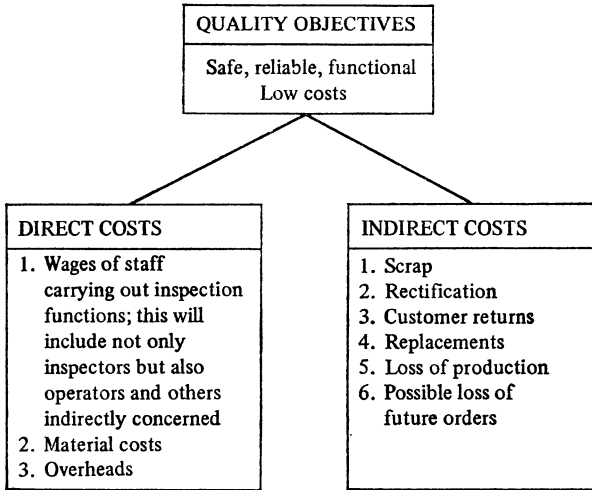 QUALITY OBJECTIVES
Safe, reliable, functional
Low costs
DIRECT COSTS
1. Wages of staff
carrying out inspection
functions; this will
include not only
inspectors but also
operators and others
indirectly concerned
2. Material costs
3. Overheads
INDIRECT COSTS
1. Scrap
2. Rectification
3. Customer returns
4. Replacements
5. Loss of production
6. Possible loss of
future orders